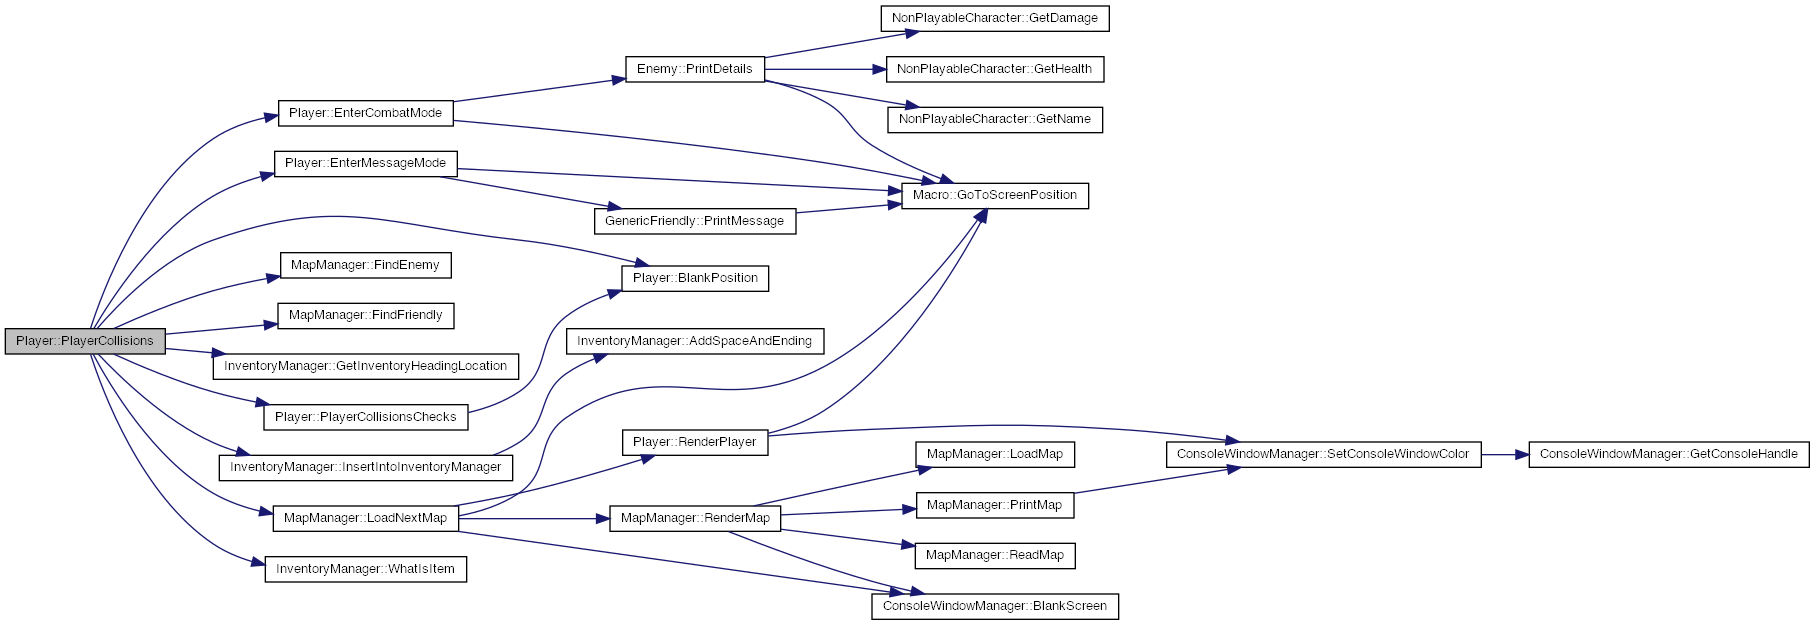 NonPlayableCharacter::GetDamage
Enemy::PrintDetails
NonPlayableCharacter::GetHealth
Player::EnterCombatMode
NonPlayableCharacter::GetName
Player::EnterMessageMode
Macro::GoToScreenPosition
GenericFriendly::PrintMessage
MapManager::FindEnemy
Player::BlankPosition
MapManager::FindFriendly
Player::PlayerCollisions
InventoryManager::AddSpaceAndEnding
InventoryManager::GetInventoryHeadingLocation
Player::PlayerCollisionsChecks
Player::RenderPlayer
MapManager::LoadMap
ConsoleWindowManager::SetConsoleWindowColor
ConsoleWindowManager::GetConsoleHandle
InventoryManager::InsertIntoInventoryManager
MapManager::PrintMap
MapManager::LoadNextMap
MapManager::RenderMap
MapManager::ReadMap
InventoryManager::WhatIsItem
ConsoleWindowManager::BlankScreen